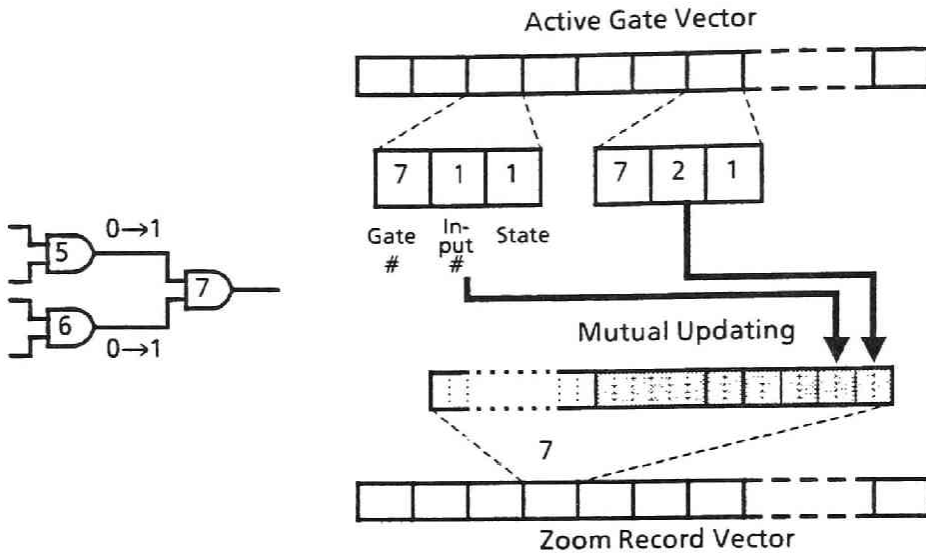 Active Gate Vector
7 1 1
7 2 1
Gate
#
In-
put
#
State
0→1
5
7
6
0→1
Mutual Updating
7
Zoom Record Vector